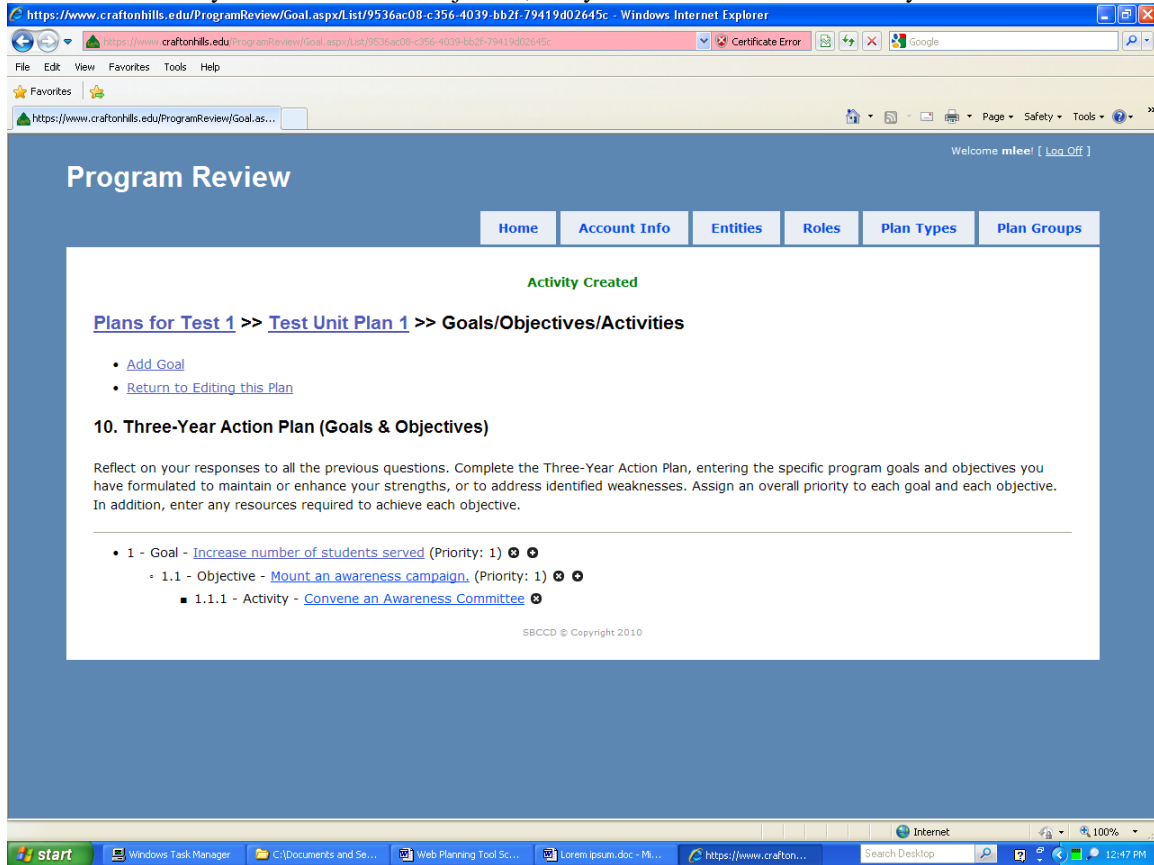 https://www.craftonhills.edu/ProgramReview/Goal.aspx/List/9536ac08-c356-4039-bb2f-79419d02645c - Windows Internet Explorer
https://www.craftonhills.edu/ProgramReview/Goal.aspx/List/9536ac08-c356-4039-bb2f-79419d02645c Certificate Error Google
File Edit View Favorites Tools Help
Favorites
https://www.craftonhills.edu/ProgramReview/Goal.as... Page Safety Tools »
Welcome mlee! [ Log Off ]
Program Review
Home Account Info Entities Roles Plan Types Plan Groups
Activity Created
Plans for Test 1 >> Test Unit Plan 1 >> Goals/Objectives/Activities
• Add Goal
• Return to Editing this Plan
10. Three-Year Action Plan (Goals & Objectives)
Reflect on your responses to all the previous questions. Complete the Three-Year Action Plan, entering the specific program goals and objectives you
have formulated to maintain or enhance your strengths, or to address identified weaknesses. Assign an overall priority to each goal and each objective.
In addition, enter any resources required to achieve each objective.
• 1 - Goal - Increase number of students served (Priority: 1)
◦ 1.1 - Objective - Mount an awareness campaign. (Priority: 1)
▪ 1.1.1 - Activity - Convene an Awareness Committee
SBCCD © Copyright 2010
Internet 100%
start Windows Task Manager C:\Documents and Se... Web Planning Tool Sc... Lorem ipsum.doc - Mi... https://www.crafton... Search Desktop 12:47 PM